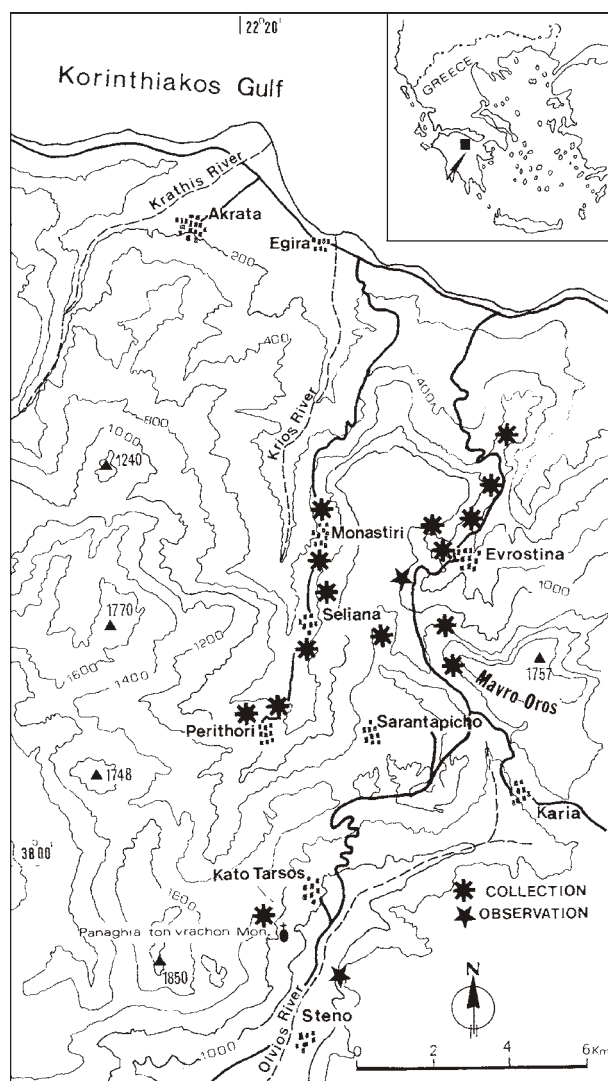 22°20'
Korinthiakos Gulf
GREECE
Krathis River
Akrata
Egira
200
400
Krios River
400
800
1000
1240
Monastiri
Evrostina
1000
1770
Seliana
1200
1600
1400
1757
Mavro-Oros
Perithori
Sarantapicho
1748
Karia
38°00'
Kato Tarsos
COLLECTION
1600
OBSERVATION
Panaghia ton vrachon Mon.
1850
N
Steno
Olvios River
1000
0 2 4 6Km